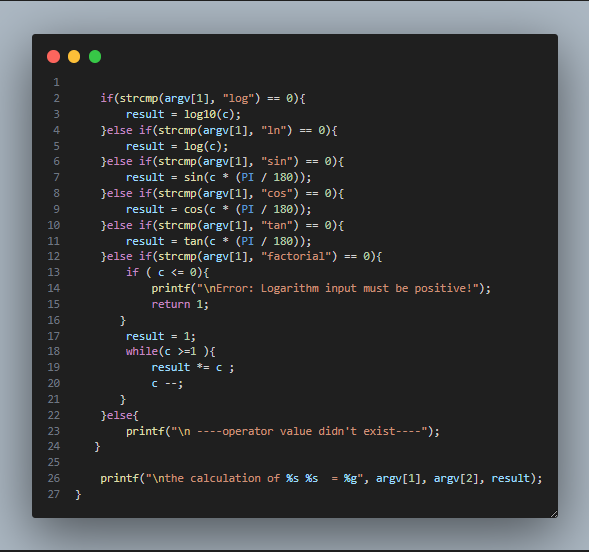 1
2 if(strcmp(argv[1], "log") == 0){
3 result = log10(c);
4 }else if(strcmp(argv[1], "ln") == 0){
5 result = log(c);
6 }else if(strcmp(argv[1], "sin") == 0){
7 result = sin(c * (PI / 180));
8 }else if(strcmp(argv[1], "cos") == 0){
9 result = cos(c * (PI / 180));
10 }else if(strcmp(argv[1], "tan") == 0){
11 result = tan(c * (PI / 180));
12 }else if(strcmp(argv[1], "factorial") == 0){
13 if ( c <= 0){
14 printf("\nError: Logarithm input must be positive!");
15 return 1;
16 }
17 result = 1;
18 while(c >=1 ){
19 result *= c ;
20 c --;
21 }
22 }else{
23 printf("\n ----operator value didn't exist----");
24 }
25
26 printf("\nthe calculation of %s %s  = %g", argv[1], argv[2], result);
27 }